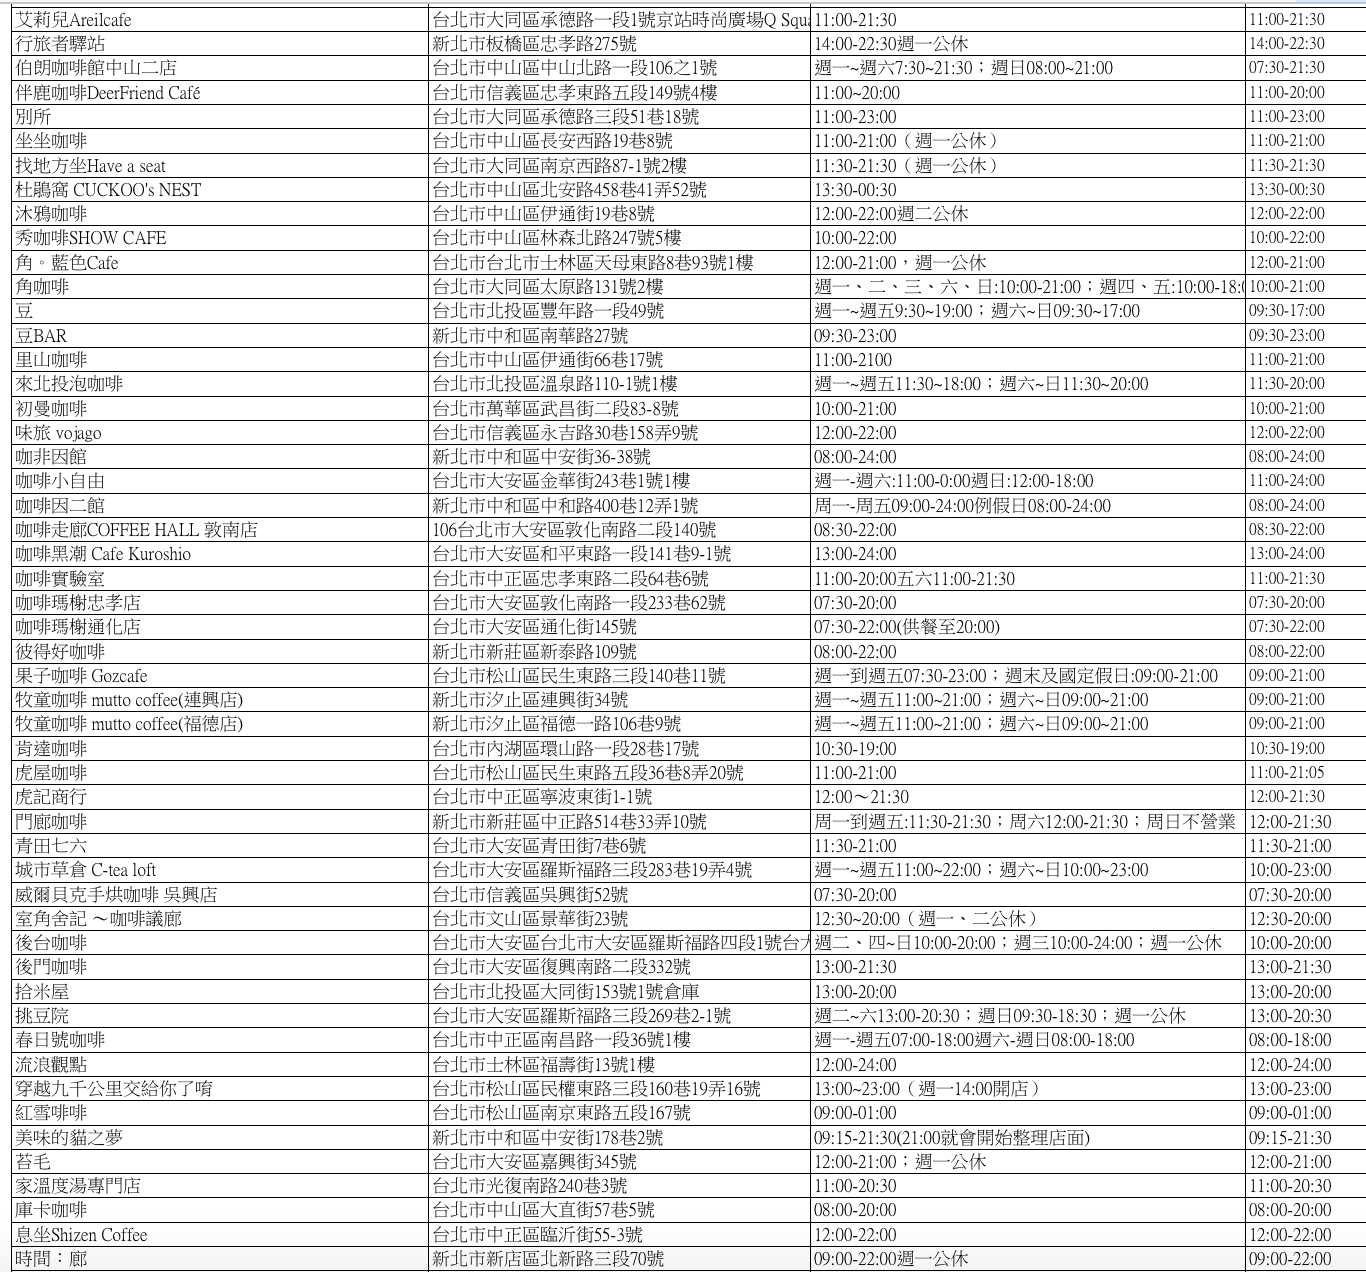 艾莉兒Areilcafe 台北市大同區承德路一段1號京站時尚廣場Q Squa 11:00-21:30 11:00-21:30
行旅者驛站 新北市板橋區忠孝路275號 14:00-22:30週一公休 14:00-22:30
伯朗咖啡館中山二店 台北市中山區中山北路一段106之1號 週一~週六7:30~21:30；週日08:00~21:00 07:30-21:30
伴鹿咖啡DeerFriend Café 台北市信義區忠孝東路五段149號4樓 11:00~20:00 11:00-20:00
別所 台北市大同區承德路三段51巷18號 11:00-23:00 11:00-23:00
坐坐咖啡 台北市中山區長安西路19巷8號 11:00-21:00（週一公休） 11:00-21:00
找地方坐Have a seat 台北市大同區南京西路87-1號2樓 11:30-21:30（週一公休） 11:30-21:30
杜鵑窩 CUCKOO's NEST 台北市中山區北安路458巷41弄52號 13:30-00:30 13:30-00:30
沐鴉咖啡 台北市中山區伊通街19巷8號 12:00-22:00週二公休 12:00-22:00
秀咖啡SHOW CAFE 台北市中山區林森北路247號5樓 10:00-22:00 10:00-22:00
角。藍色Cafe 台北市台北市士林區天母東路8巷93號1樓 12:00-21:00，週一公休 12:00-21:00
角咖啡 台北市大同區太原路131號2樓 週一、二、三、六、日:10:00-21:00；週四、五:10:00-18:0 10:00-21:00
豆 台北市北投區豐年路一段49號 週一~週五9:30~19:00；週六~日09:30~17:00 09:30-17:00
豆BAR 新北市中和區南華路27號 09:30-23:00 09:30-23:00
里山咖啡 台北市中山區伊通街66巷17號 11:00-2100 11:00-21:00
來北投泡咖啡 台北市北投區溫泉路110-1號1樓 週一~週五11:30~18:00；週六~日11:30~20:00 11:30-20:00
初曼咖啡 台北市萬華區武昌街二段83-8號 10:00-21:00 10:00-21:00
味旅 vojago 台北市信義區永吉路30巷158弄9號 12:00-22:00 12:00-22:00
咖非因館 新北市中和區中安街36-38號 08:00-24:00 08:00-24:00
咖啡小自由 台北市大安區金華街243巷1號1樓 週一-週六:11:00-0:00週日:12:00-18:00 11:00-24:00
咖啡因二館 新北市中和區中和路400巷12弄1號 周一-周五09:00-24:00例假日08:00-24:00 08:00-24:00
咖啡走廊COFFEE HALL 敦南店 106台北市大安區敦化南路二段140號 08:30-22:00 08:30-22:00
咖啡黑潮 Cafe Kuroshio 台北市大安區和平東路一段141巷9-1號 13:00-24:00 13:00-24:00
咖啡實驗室 台北市中正區忠孝東路二段64巷6號 11:00-20:00五六11:00-21:30 11:00-21:30
咖啡瑪榭忠孝店 台北市大安區敦化南路一段233巷62號 07:30-20:00 07:30-20:00
咖啡瑪榭通化店 台北市大安區通化街145號 07:30-22:00(供餐至20:00) 07:30-22:00
彼得好咖啡 新北市新莊區新泰路109號 08:00-22:00 08:00-22:00
果子咖啡 Gozcafe 台北市松山區民生東路三段140巷11號 週一到週五07:30-23:00；週末及國定假日:09:00-21:00 09:00-21:00
牧童咖啡 mutto coffee(連興店) 新北市汐止區連興街34號 週一~週五11:00~21:00；週六~日09:00~21:00 09:00-21:00
牧童咖啡 mutto coffee(福德店) 新北市汐止區福德一路106巷9號 週一~週五11:00~21:00；週六~日09:00~21:00 09:00-21:00
肯達咖啡 台北市內湖區環山路一段28巷17號 10:30-19:00 10:30-19:00
虎屋咖啡 台北市松山區民生東路五段36巷8弄20號 11:00-21:00 11:00-21:05
虎記商行 台北市中正區寧波東街1-1號 12:00～21:30 12:00-21:30
門廊咖啡 新北市新莊區中正路514巷33弄10號 周一到週五:11:30-21:30；周六12:00-21:30；周日不營業 12:00-21:30
青田七六 台北市大安區青田街7巷6號 11:30-21:00 11:30-21:00
城市草倉 C-tea loft 台北市大安區羅斯福路三段283巷19弄4號 週一~週五11:00~22:00；週六~日10:00~23:00 10:00-23:00
威爾貝克手烘咖啡 吳興店 台北市信義區吳興街52號 07:30-20:00 07:30-20:00
室角舍記 ～咖啡議廊 台北市文山區景華街23號 12:30~20:00（週一、二公休） 12:30-20:00
後台咖啡 台北市大安區台北市大安區羅斯福路四段1號台大 週二、四~日10:00-20:00；週三10:00-24:00；週一公休 10:00-20:00
後門咖啡 台北市大安區復興南路二段332號 13:00-21:30 13:00-21:30
拾米屋 台北市北投區大同街153號1號倉庫 13:00-20:00 13:00-20:00
挑豆院 台北市大安區羅斯福路三段269巷2-1號 週二~六13:00-20:30；週日09:30-18:30；週一公休 13:00-20:30
春日號咖啡 台北市中正區南昌路一段36號1樓 週一-週五07:00-18:00週六-週日08:00-18:00 08:00-18:00
流浪觀點 台北市士林區福壽街13號1樓 12:00-24:00 12:00-24:00
穿越九千公里交給你了唷 台北市松山區民權東路三段160巷19弄16號 13:00~23:00（週一14:00開店） 13:00-23:00
紅雪啡啡 台北市松山區南京東路五段167號 09:00-01:00 09:00-01:00
美味的貓之夢 新北市中和區中安街178巷2號 09:15-21:30(21:00就會開始整理店面) 09:15-21:30
苔毛 台北市大安區嘉興街345號 12:00-21:00；週一公休 12:00-21:00
家溫度湯專門店 台北市光復南路240巷3號 11:00-20:30 11:00-20:30
庫卡咖啡 台北市中山區大直街57巷5號 08:00-20:00 08:00-20:00
息坐Shizen Coffee 台北市中正區臨沂街55-3號 12:00-22:00 12:00-22:00
時間：廊 新北市新店區北新路三段70號 09:00-22:00週一公休 09:00-22:00